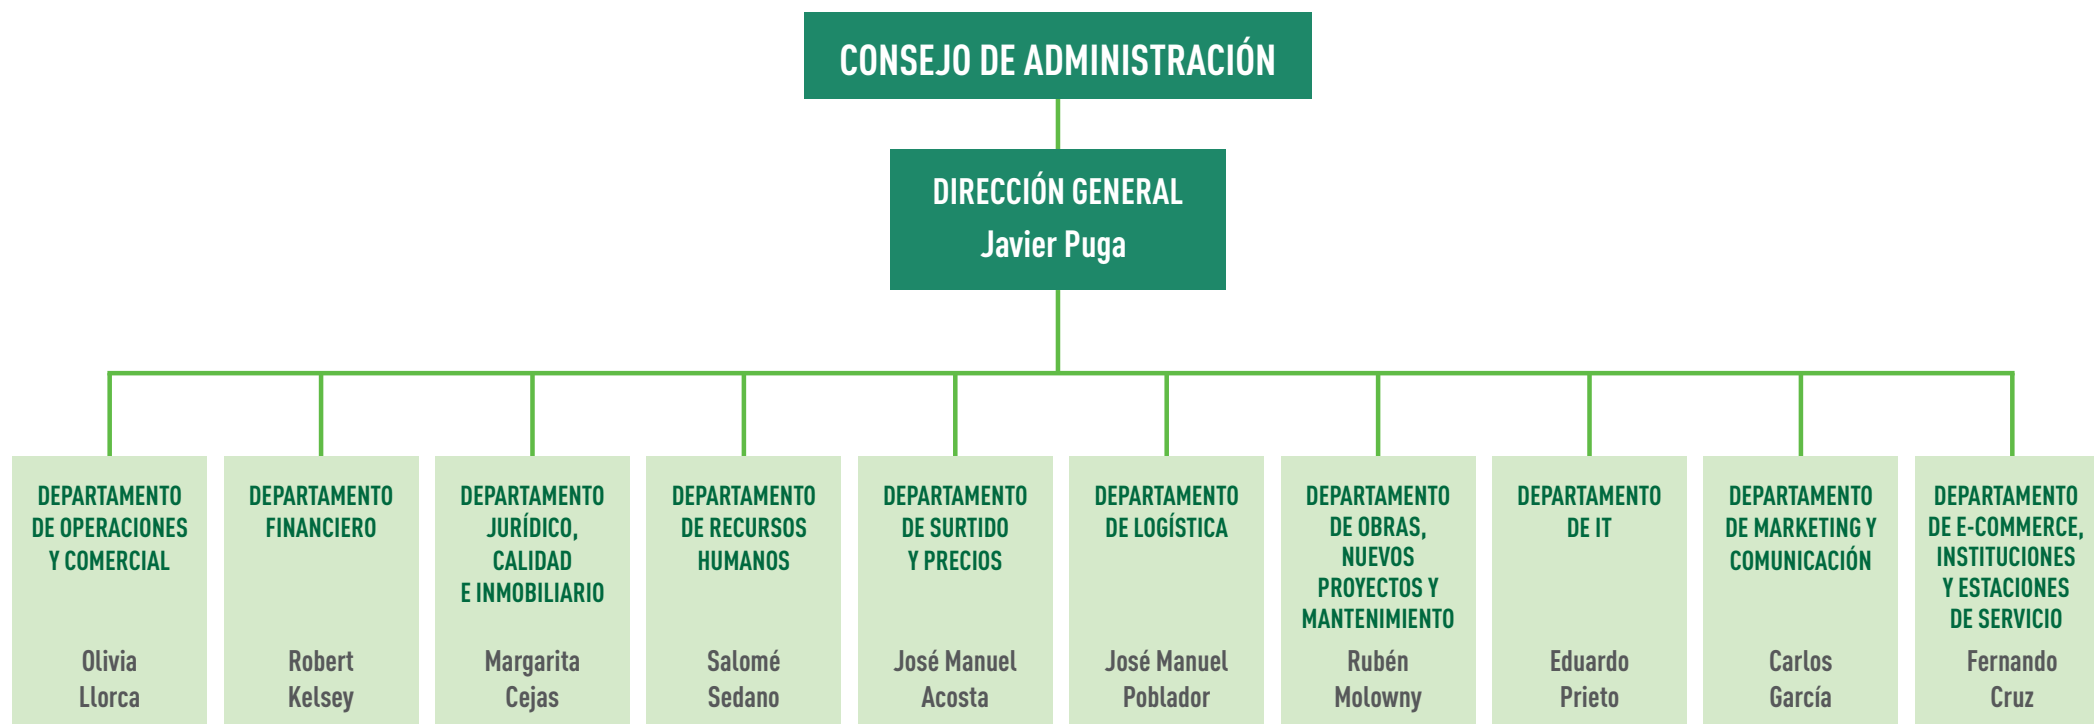 CONSEJO DE ADMINISTRACIÓN
DIRECCIÓN GENERAL
Javier Puga
DEPARTAMENTO
DE OPERACIONES
Y COMERCIAL
Olivia
Llorca
DEPARTAMENTO
FINANCIERO
Robert
Kelsey
DEPARTAMENTO
JURÍDICO,
CALIDAD
E INMOBILIARIO
Margarita
Cejas
DEPARTAMENTO
DE RECURSOS
HUMANOS
Salomé
Sedano
DEPARTAMENTO
DE SURTIDO
Y PRECIOS
José Manuel
Acosta
DEPARTAMENTO
DE LOGÍSTICA
José Manuel
Poblador
DEPARTAMENTO
DE OBRAS,
NUEVOS
PROYECTOS Y
MANTENIMIENTO
Rubén
Molowny
DEPARTAMENTO
DE IT
Eduardo
Prieto
DEPARTAMENTO
DE MARKETING Y
COMUNICACIÓN
Carlos
García
DEPARTAMENTO
DE E-COMMERCE,
INSTITUCIONES
Y ESTACIONES
DE SERVICIO
Fernando
Cruz